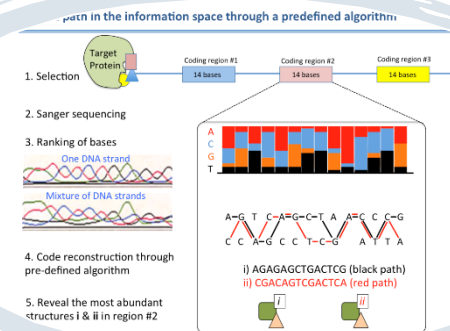 path in the information space through a predefined algorithm
Target
Protein
Coding region #1
Coding region #2
Coding region #3
14 bases
14 bases
14 bases
1. Selection
2. Sanger sequencing
3. Ranking of bases
One DNA strand
Mixture of DNA strands
4. Code reconstruction through
pre-defined algorithm
5. Reveal the most abundant
structures i & ii in region #2
A
C
G
T
A-G T C-A-G-C-T A A C C C-G
C C A-G C C T-C-G A T T A
i) AGAGAGCTGACTCG (black path)
ii) CGACAGTCGACTCA (red path)
i
ii